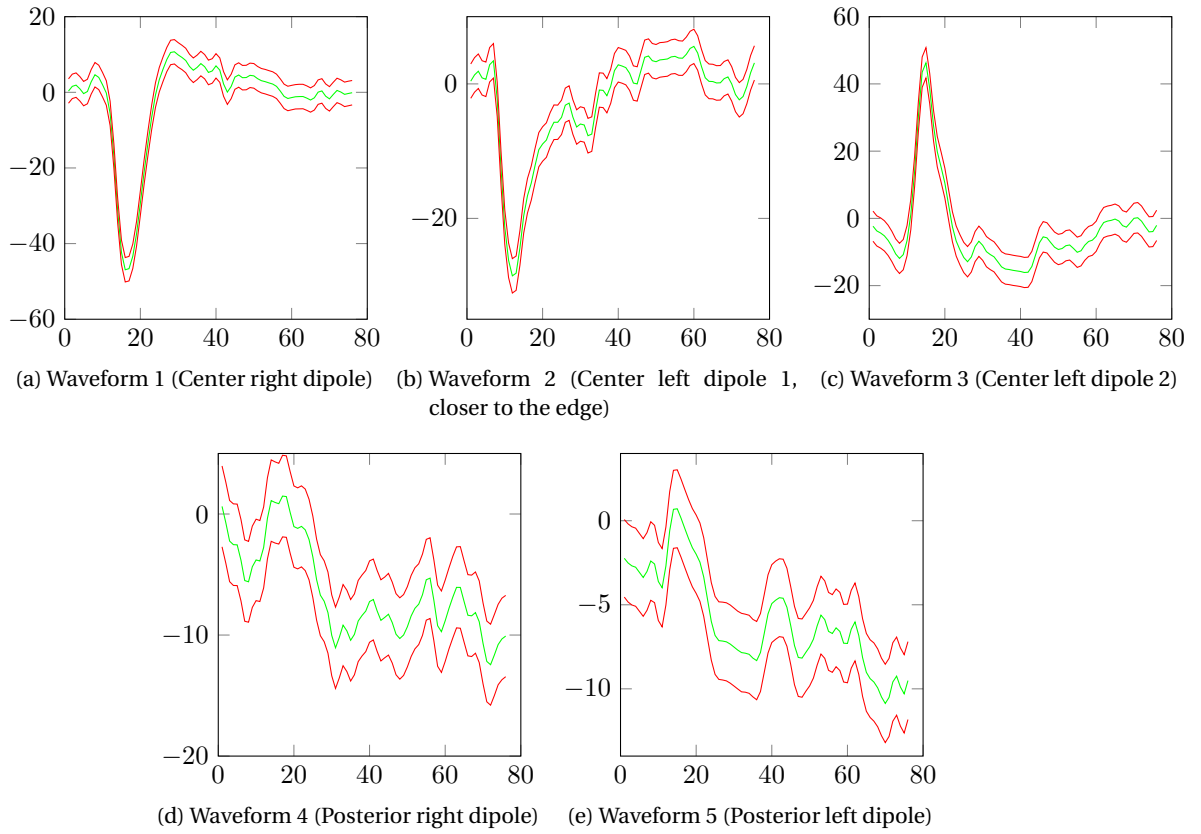 20
0
−20
−40
−60
0 20 40 60 80
(a) Waveform 1 (Center right dipole)
0
−20
0 20 40 60 80
(b) Waveform 2 (Center left dipole 1,
closer to the edge)
60
40
20
0
−20
0 20 40 60 80
(c) Waveform 3 (Center left dipole 2)
0
−10
−20
0 20 40 60 80
(d) Waveform 4 (Posterior right dipole)
0
−5
−10
0 20 40 60 80
(e) Waveform 5 (Posterior left dipole)